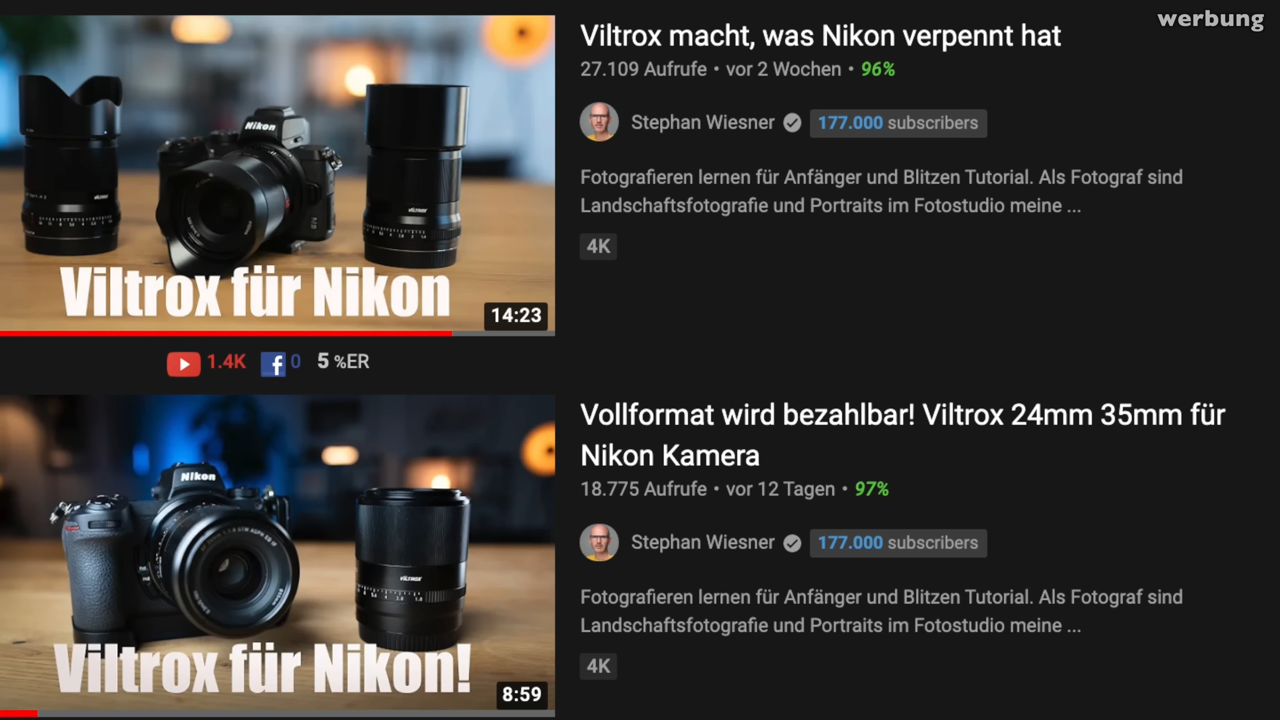 werbung
Viltrox macht, was Nikon verpennt hat
27.109 Aufrufe • vor 2 Wochen • 96%
Stephan Wiesner
177.000 subscribers
Fotografieren lernen für Anfänger und Blitzen Tutorial. Als Fotograf sind
Landschaftsfotografie und Portraits im Fotostudio meine ...
4K
Nikon
VILTROX
Viltrox für Nikon
14:23
1.4K
f 0
5 %ER
Vollformat wird bezahlbar! Viltrox 24mm 35mm für
Nikon Kamera
18.775 Aufrufe • vor 12 Tagen • 97%
Stephan Wiesner
177.000 subscribers
Fotografieren lernen für Anfänger und Blitzen Tutorial. Als Fotograf sind
Landschaftsfotografie und Portraits im Fotostudio meine ...
4K
Nikon
VILTROX
Viltrox für Nikon!
8:59